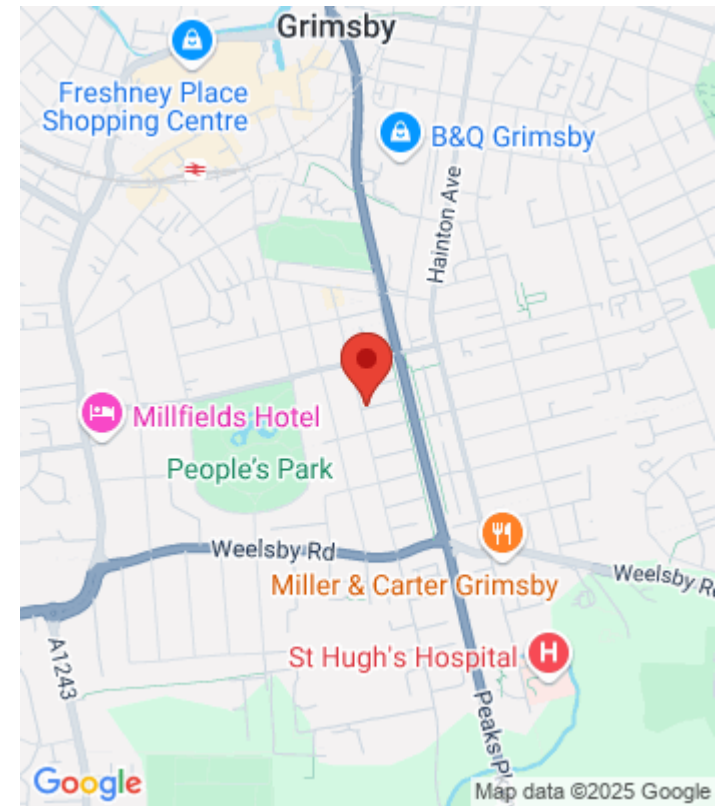 Grimsby
Freshney Place
Shopping Centre
B&Q Grimsby
Hainton Ave
Millfields Hotel
People's Park
Weelsby Rd
Miller & Carter Grimsby
Weelsby Rd
St Hugh's Hospital
A1243
Peaks Pk
Google
Map data ©2025 Google